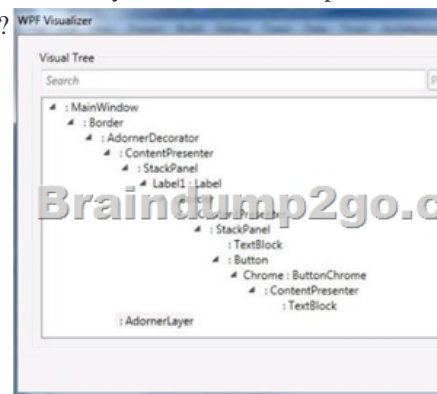 ?
WPF Visualizer
Visual Tree
Search
: MainWindow
: Border
: AdornerDecorator
: ContentPresenter
: StackPanel
Label1 : Label
Braindump2go.c
: StackPanel
: TextBlock
: Button
Chrome : ButtonChrome
: ContentPresenter
: TextBlock
: AdornerLayer